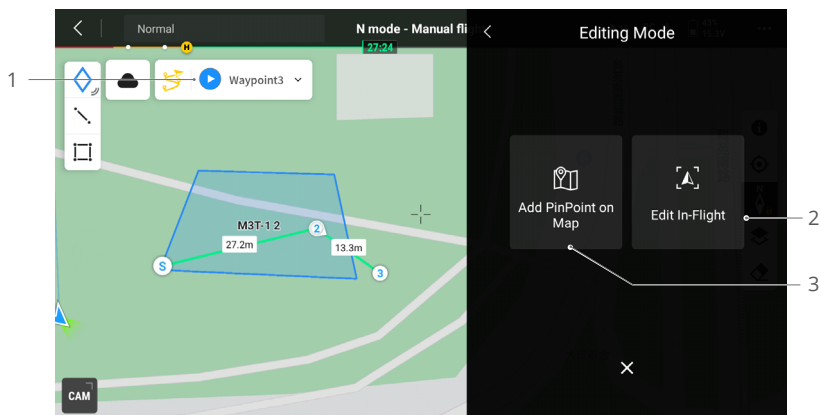 Normal
N mode - Manual fli
Editing Mode
H
27:24
1
Waypoint3
Add PinPoint on
Map
Edit In-Flight
2
3
M3T-1 2
2
27.2m
13.3m
S
3
CAM